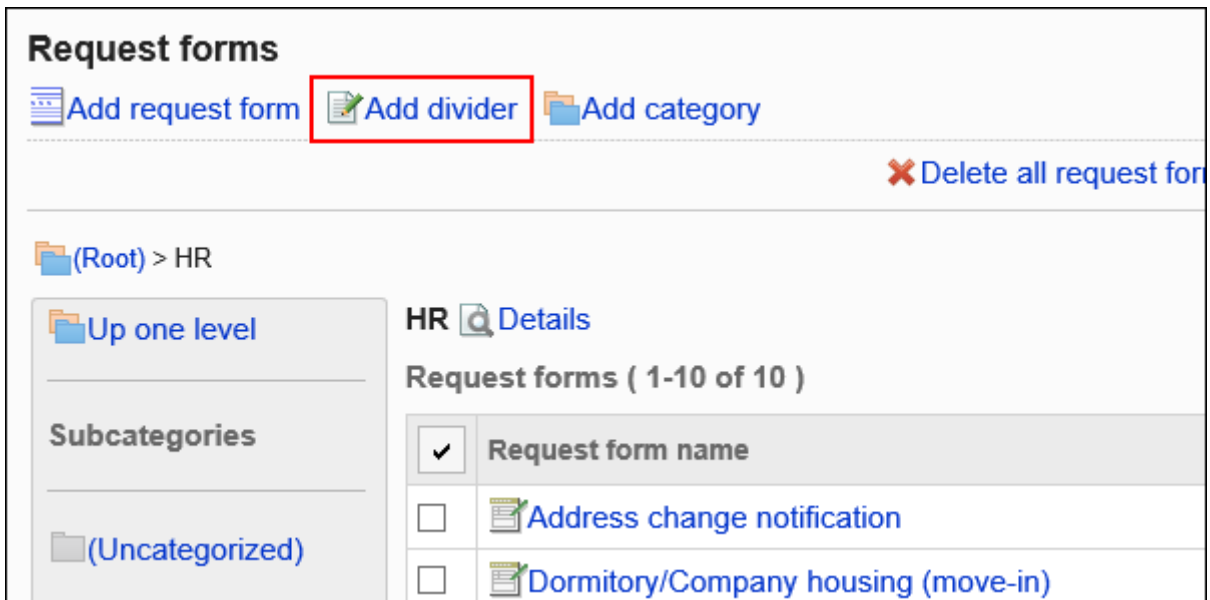 Request forms
Add request form Add divider Add category
Delete all request
(Root) > HR
Up one level
HR Details
Request forms ( 1-10 of 10 )
Subcategories
Request form name
Address change notification
(Uncategorized)
Dormitory/Company housing (move-in)